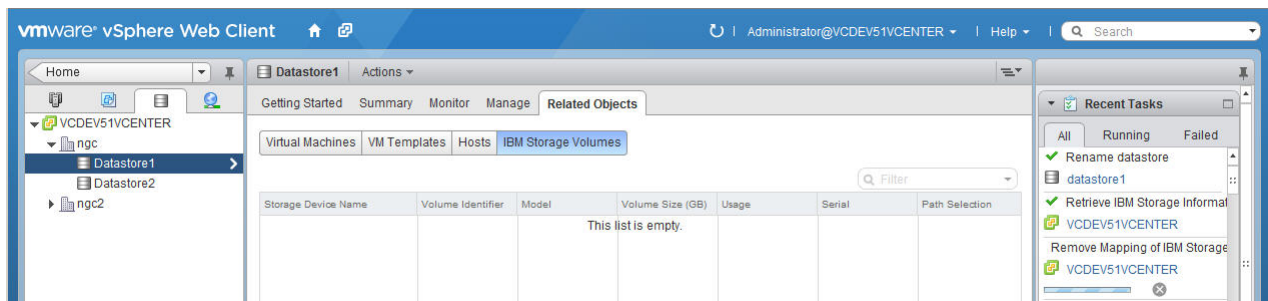 vmware® vSphere Web Client
Administrator@VCDEV51VCENTER
Help
Search
Home
VCDEV51VCENTER
ngc
Datastore1
Datastore2
ngc2
Datastore1
Actions
Getting Started Summary Monitor Manage Related Objects
Virtual Machines VM Templates Hosts IBM Storage Volumes
Filter
Storage Device Name Volume Identifier Model Volume Size (GB) Usage Serial Path Selection
This list is empty.
Recent Tasks
All Running Failed
Rename datastore
datastore1
Retrieve IBM Storage Informat
VCDEV51VCENTER
Remove Mapping of IBM Storage
VCDEV51VCENTER